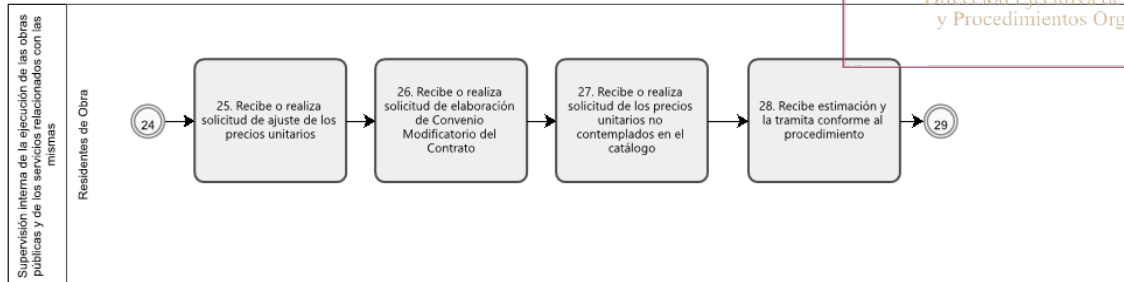 y Procedimientos Org
Supervisión interna de la ejecución de las obras
públicas y de los servicios relacionados con las
mismas
Residentes de Obra
24
25. Recibe o realiza
solicitud de ajuste de los
precios unitarios
26. Recibe o realiza
solicitud de elaboración
de Convenio
Modificatorio del
Contrato
27. Recibe o realiza
solicitud de los precios
unitarios no
contemplados en el
catálogo
28. Recibe estimación y
la tramita conforme al
procedimiento
29